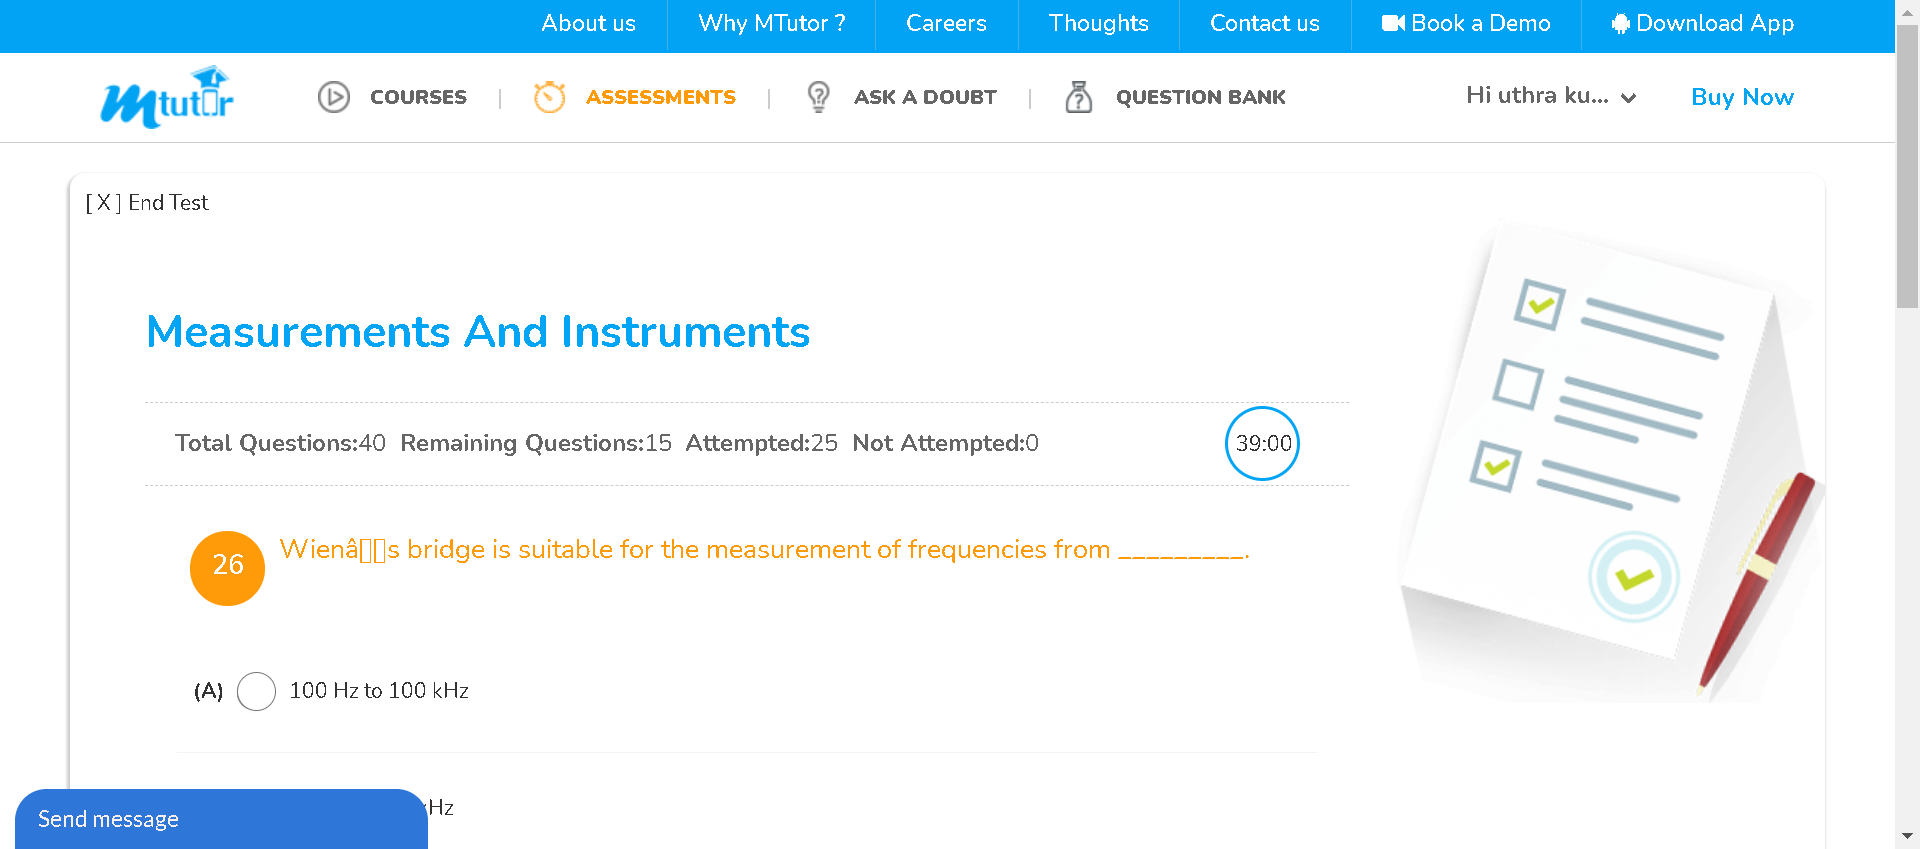 About us Why MTutor ? Careers Thoughts Contact us Book a Demo Download App
Mtutor COURSES | ASSESSMENTS | ASK A DOUBT | QUESTION BANK Hi uthra ku... Buy Now
[ X ] End Test
Measurements And Instruments
Total Questions:40 Remaining Questions:15 Attempted:25 Not Attempted:0 39:00
26 Wienâ▯▯s bridge is suitable for the measurement of frequencies from _________.
(A) 100 Hz to 100 kHz
Hz
Send message